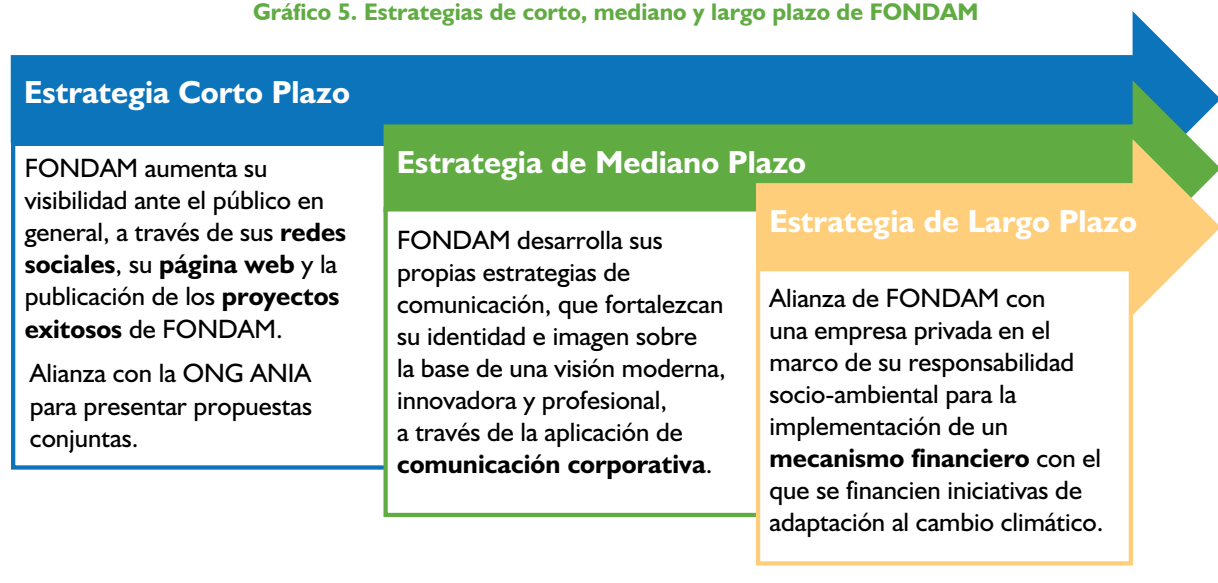 Gráfico 5. Estrategias de corto, mediano y largo plazo de FONDAM
Estrategia Corto Plazo
FONDAM aumenta su
visibilidad ante el público en
general, a través de sus redes
sociales, su página web y la
publicación de los proyectos
exitosos de FONDAM.
Alianza con la ONG ANIA
para presentar propuestas
conjuntas.
Estrategia de Mediano Plazo
FONDAM desarrolla sus
propias estrategias de
comunicación, que fortalezcan
su identidad e imagen sobre
la base de una visión moderna,
innovadora y profesional,
a través de la aplicación de
comunicación corporativa.
Estrategia de Largo Plazo
Alianza de FONDAM con
una empresa privada en el
marco de su responsabilidad
socio-ambiental para la
implementación de un
mecanismo financiero con el
que se financien iniciativas de
adaptación al cambio climático.